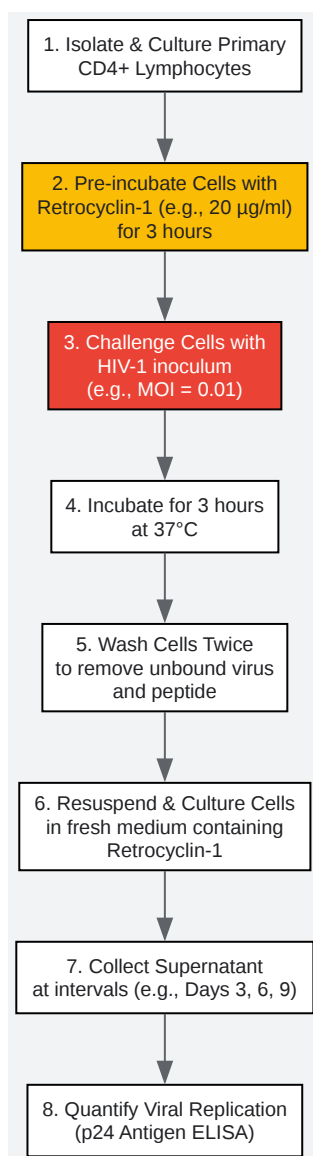 1. Isolate & Culture Primary
CD4+ Lymphocytes
2. Pre-incubate Cells with
Retrocyclin-1 (e.g., 20 µg/ml)
for 3 hours
3. Challenge Cells with
HIV-1 inoculum
(e.g., MOI = 0.01)
4. Incubate for 3 hours
at 37°C
5. Wash Cells Twice
to remove unbound virus
and peptide
6. Resuspend & Culture Cells
in fresh medium containing
Retrocyclin-1
7. Collect Supernatant
at intervals (e.g., Days 3, 6, 9)
8. Quantify Viral Replication
(p24 Antigen ELISA)